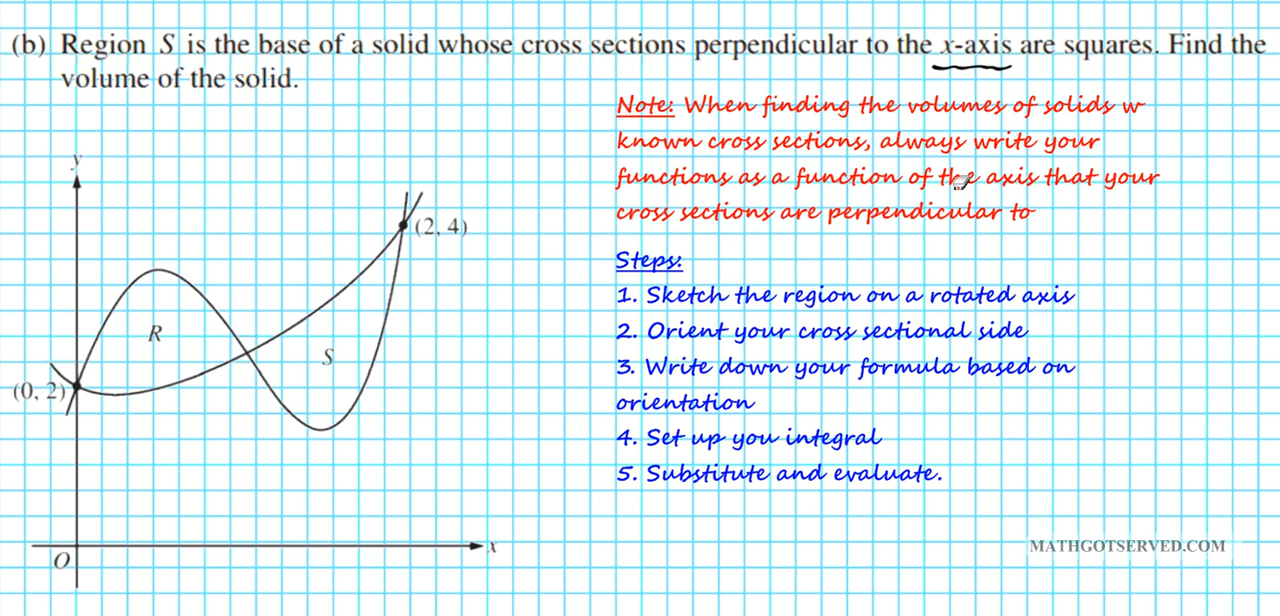 (b) Region S is the base of a solid whose cross sections perpendicular to the x-axis are squares. Find the
volume of the solid.
Note: When finding the volumes of solids w
known cross sections, always write your
functions as a function of the axis that your
cross sections are perpendicular to
Steps:
1. Sketch the region on a rotated axis
2. Orient your cross sectional side
3. Write down your formula based on
orientation
4. Set up you integral
5. Substitute and evaluate.
y
(2, 4)
R
S
(0, 2)
x
O
MATHGOTSERVED.COM